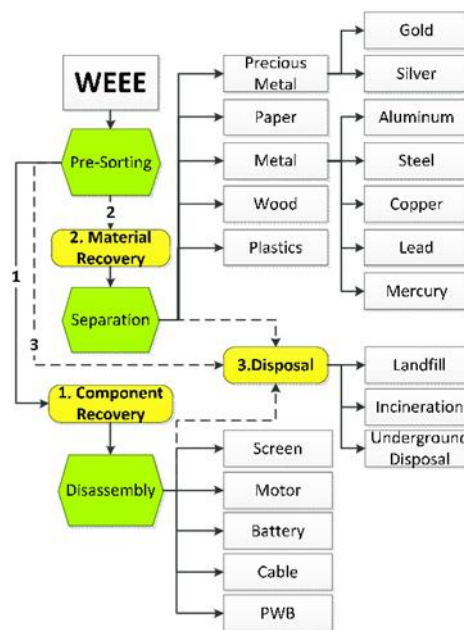 WEEE
Pre-Sorting
2
2. Material
Recovery
Separation
1
3
1. Component
Recovery
Disassembly
Precious
Metal
Paper
Metal
Wood
Plastics
3.Disposal
Screen
Motor
Battery
Cable
PWB
Gold
Silver
Aluminum
Steel
Copper
Lead
Mercury
Landfill
Incineration
Underground
Disposal